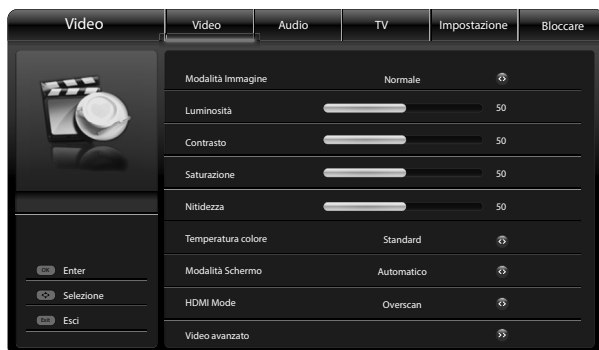 Video Video Audio TV Impostazione Bloccare
Modalità Immagine Normale
Luminosità 50
Contrasto 50
Saturazione 50
Nitidezza 50
Temperatura colore Standard
Modalità Schermo Automatico
HDMI Mode Overscan
Video avanzato
OK Enter
Selezione
Exit Esci